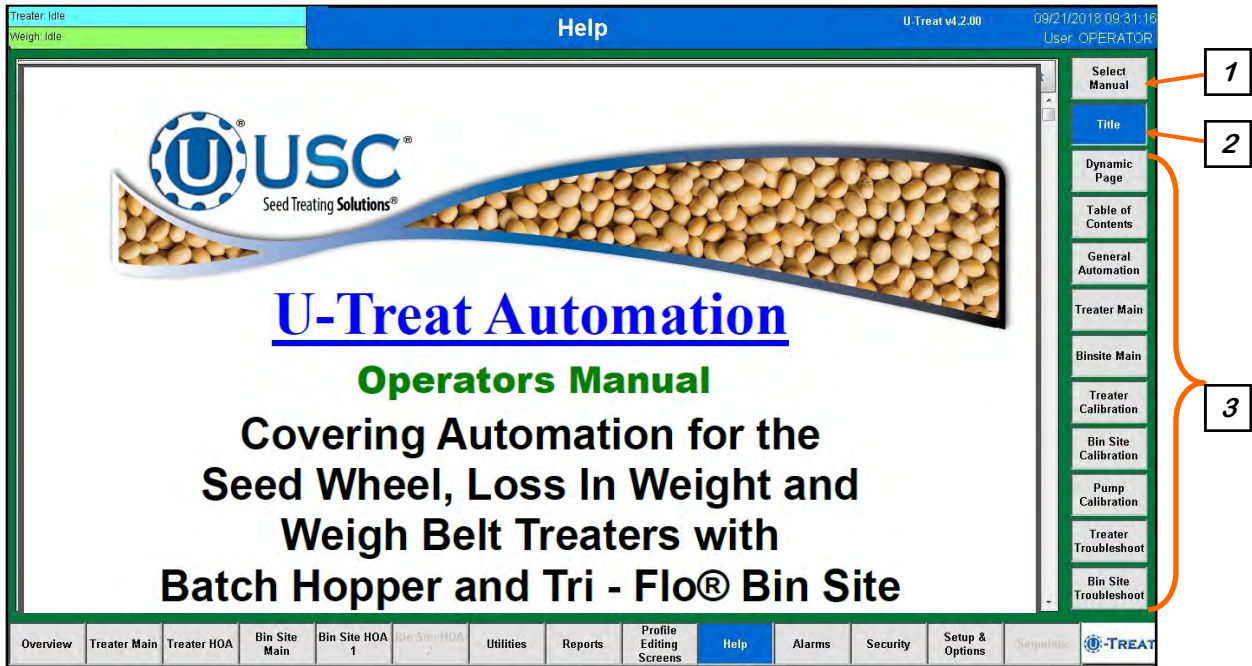 Treater: Idle
Weigh: Idle
Help
U-Treat v4.2.00
09/21/2018 09:31:16
User: OPERATOR
USC®
Seed Treating Solutions®
U-Treat Automation
Operators Manual
Covering Automation for the
Seed Wheel, Loss In Weight and
Weigh Belt Treaters with
Batch Hopper and Tri - Flo® Bin Site
Select
Manual
Title
Dynamic
Page
Table of
Contents
General
Automation
Treater Main
Binsite Main
Treater
Calibration
Bin Site
Calibration
Pump
Calibration
Treater
Troubleshoot
Bin Site
Troubleshoot
1
2
3
Overview
Treater Main
Treater HOA
Bin Site
Main
Bin Site HOA
1
Bin Site HOA
2
Utilities
Reports
Profile
Editing
Screens
Help
Alarms
Security
Setup &
Options
U-TREAT